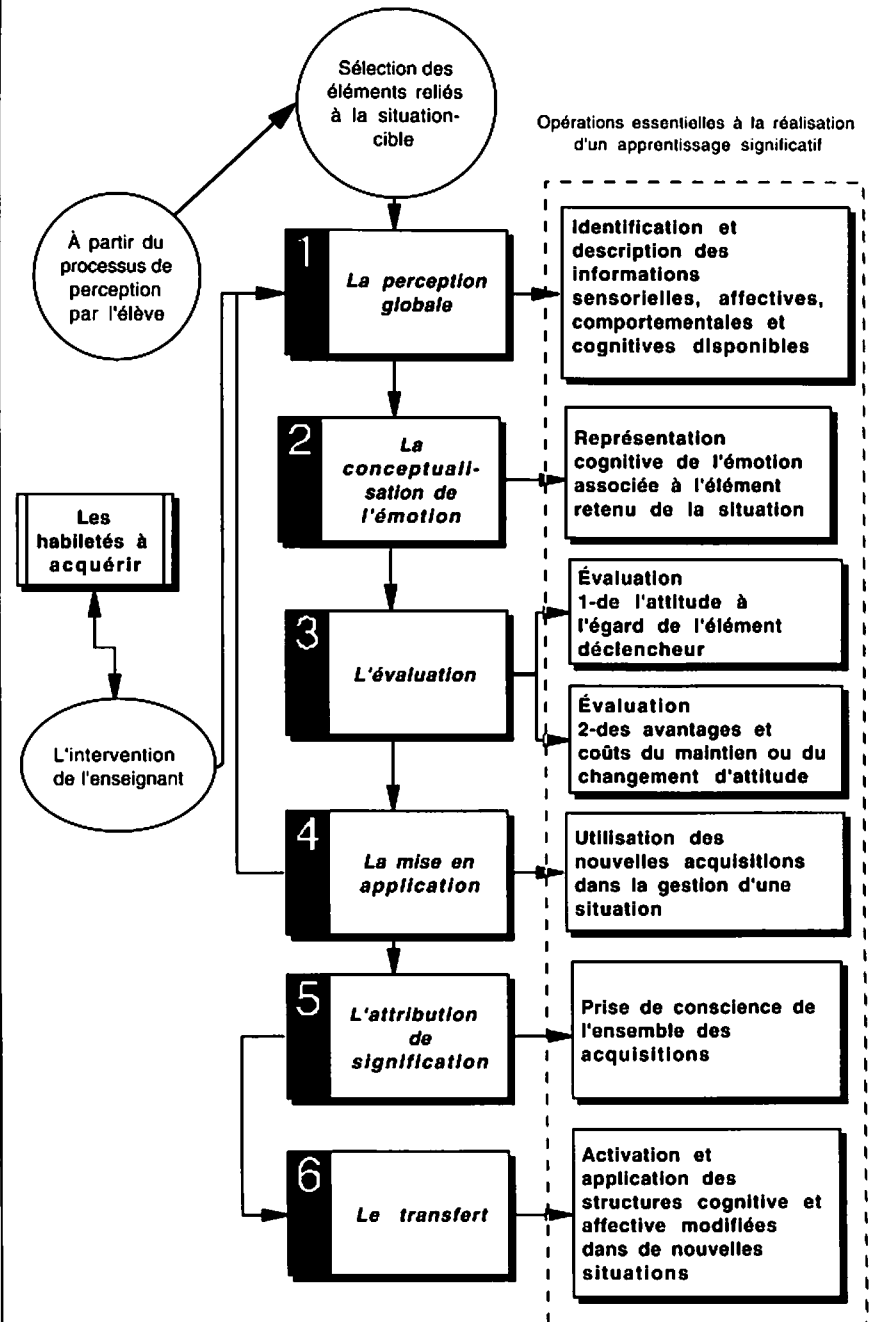 Sélection des
éléments reliés
à la situation-
cible
Opérations essentielles à la réalisation
d'un apprentissage significatif
À partir du
processus de
perception
par l'élève
1
La perception
globale
Identification et
description des
informations
sensorielles, affectives,
comportementales et
cognitives disponibles
2
La
conceptuali-
sation de
l'émotion
Représentation
cognitive de l'émotion
associée à l'élément
retenu de la situation
Les
habiletés à
acquérir
3
L'évaluation
Évaluation
1-de l'attitude à
l'égard de l'élément
déclencheur
Évaluation
2-des avantages et
coûts du maintien ou du
changement d'attitude
L'intervention
de l'enseignant
4
La mise en
application
Utilisation des
nouvelles acquisitions
dans la gestion d'une
situation
5
L'attribution
de
signification
Prise de conscience de
l'ensemble des
acquisitions
6
Le transfert
Activation et
application des
structures cognitive et
affective modifiées
dans de nouvelles
situations